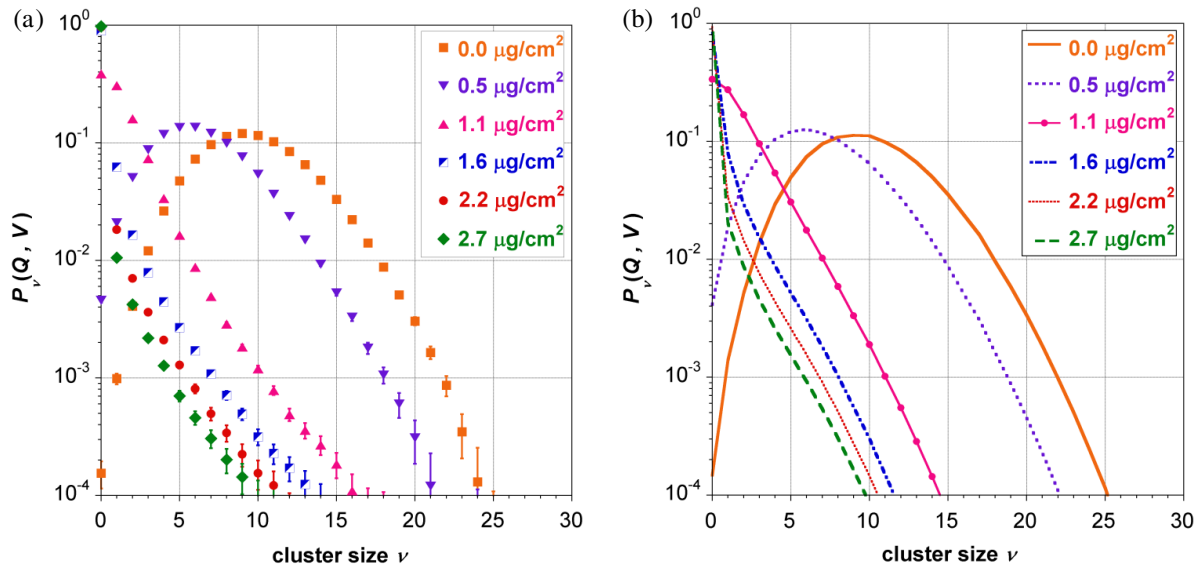 (a)
10⁰
10⁻¹
10⁻²
10⁻³
10⁻⁴
P_ν(Q, V)
0 5 10 15 20 25 30
cluster size ν
0.0 μg/cm²
0.5 μg/cm²
1.1 μg/cm²
1.6 μg/cm²
2.2 μg/cm²
2.7 μg/cm²
(b)
10⁰
10⁻¹
10⁻²
10⁻³
10⁻⁴
P_ν(Q, V)
0 5 10 15 20 25 30
cluster size ν
0.0 μg/cm²
0.5 μg/cm²
1.1 μg/cm²
1.6 μg/cm²
2.2 μg/cm²
2.7 μg/cm²